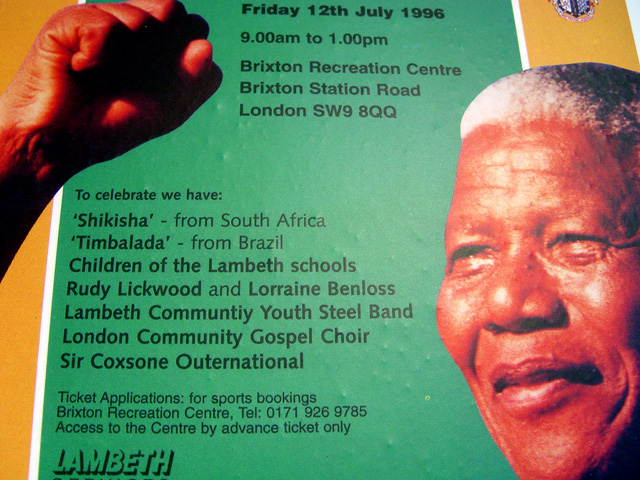 Friday 12th July 1996
9.00am to 1.00pm
Brixton Recreation Centre
Brixton Station Road
London SW9 8QQ
To celebrate we have:
'Shikisha' - from South Africa
'Timbalada' - from Brazil
Children of the Lambeth schools
Rudy Lickwood and Lorraine Benloss
Lambeth Communtiy Youth Steel Band
London Community Gospel Choir
Sir Coxsone Outernational
Ticket Applications: for sports bookings
Brixton Recreation Centre, Tel: 0171 926 9785
Access to the Centre by advance ticket only
LAMBETH